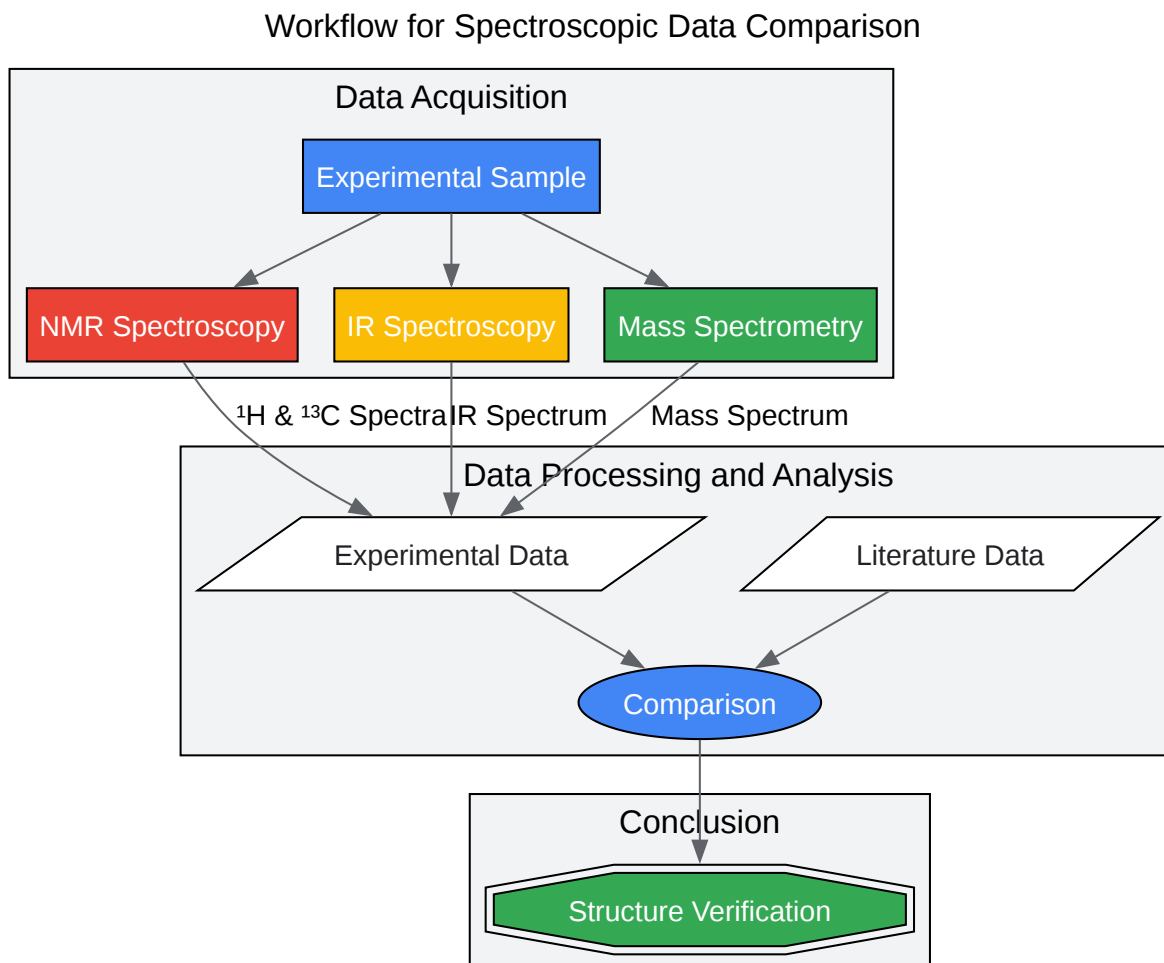 Workflow for Spectroscopic Data Comparison
Data Acquisition
Experimental Sample
NMR Spectroscopy
IR Spectroscopy
Mass Spectrometry
¹H & ¹³C Spectra
IR Spectrum
Mass Spectrum
Data Processing and Analysis
Experimental Data
Literature Data
Comparison
Conclusion
Structure Verification